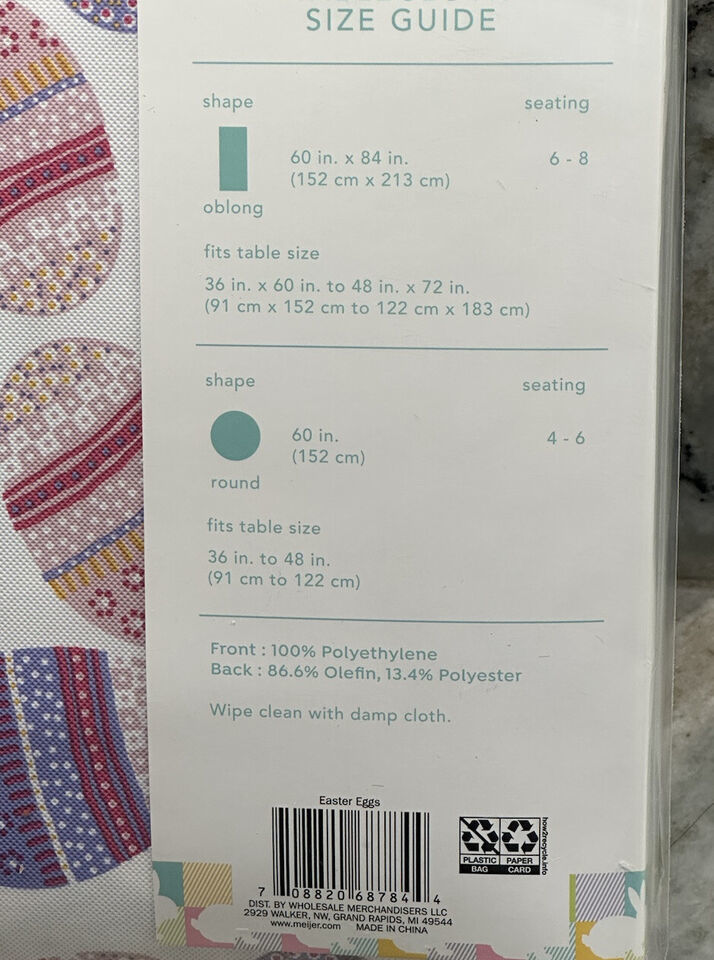 SIZE GUIDE
shape seating
60 in. x 84 in. 6 - 8
(152 cm x 213 cm)
oblong
fits table size
36 in. x 60 in. to 48 in. x 72 in.
(91 cm x 152 cm to 122 cm x 183 cm)
shape seating
60 in. 4 - 6
(152 cm)
round
fits table size
36 in. to 48 in.
(91 cm to 122 cm)
Front : 100% Polyethylene
Back : 86.6% Olefin, 13.4% Polyester
Wipe clean with damp cloth.
Easter Eggs
7 08820 68784 4
PLASTIC BAG
PAPER CARD
how2recycle.info
DIST. BY WHOLESALE MERCHANDISERS LLC
2929 WALKER, NW, GRAND RAPIDS, MI 49544
www.meijer.com MADE IN CHINA